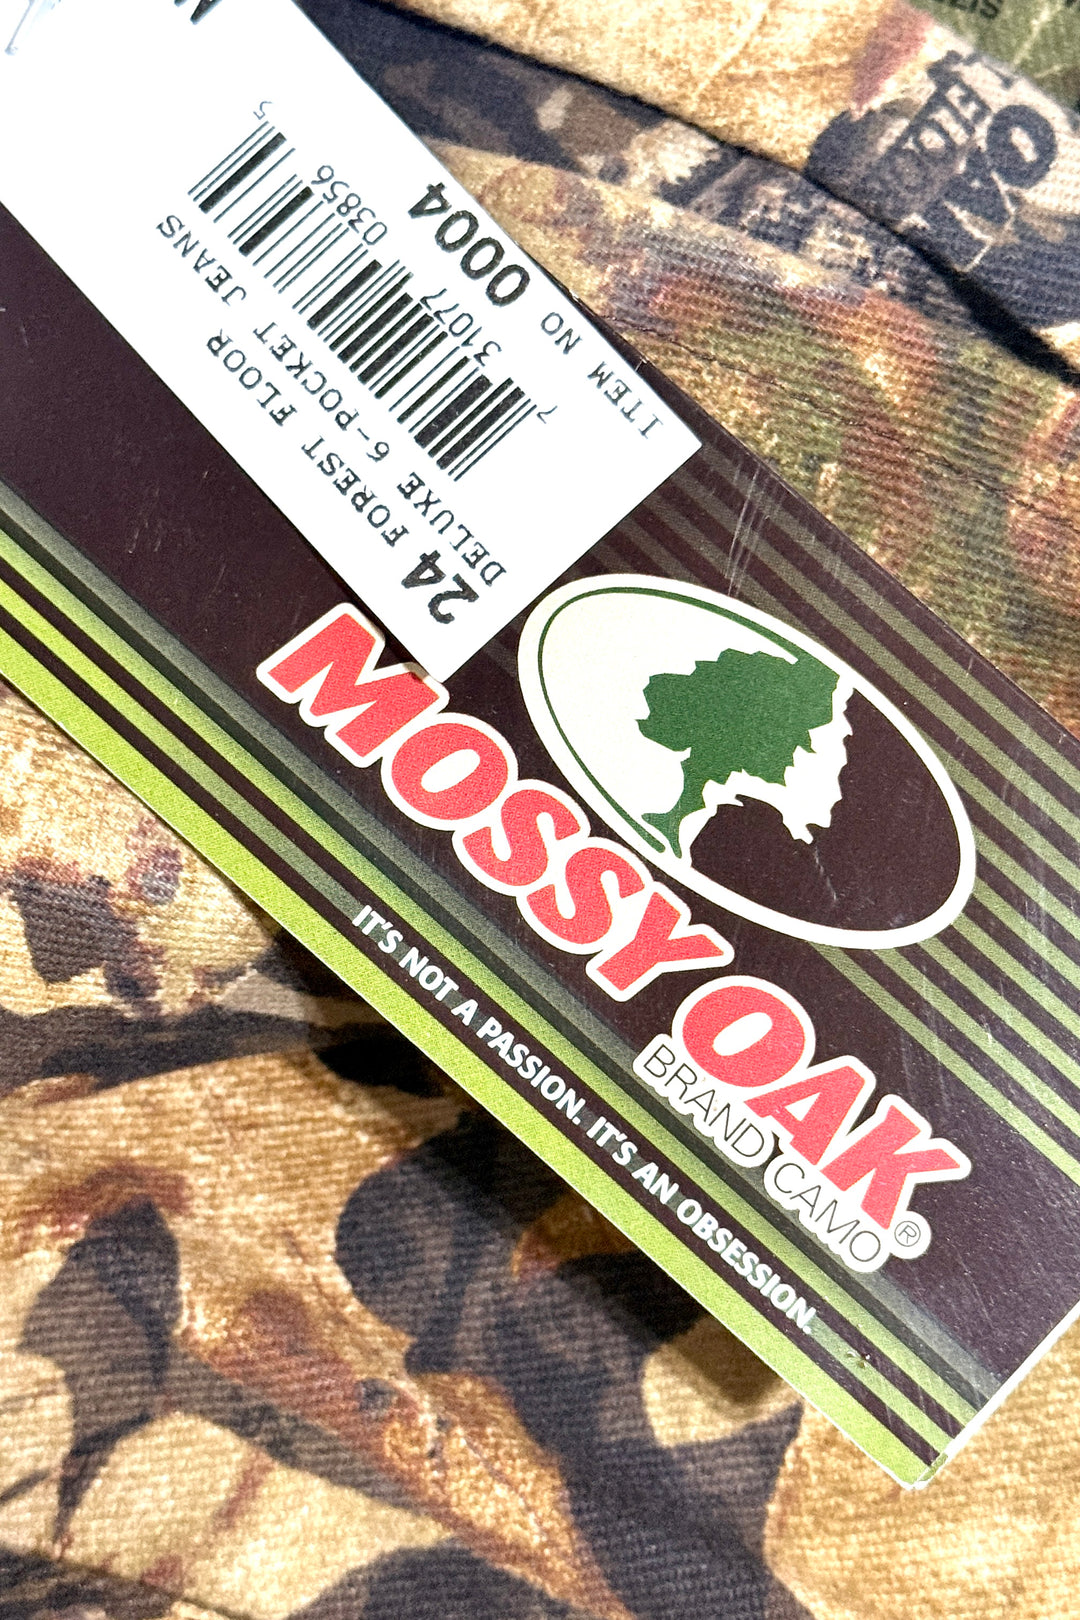 MOSSY OAK®
BRAND CAMO
IT'S NOT A PASSION. IT'S AN OBSESSION.
ITEM NO 0004
7 31077 03856 5
24 FOREST FLOOR
DELUXE 6-POCKET JEANS